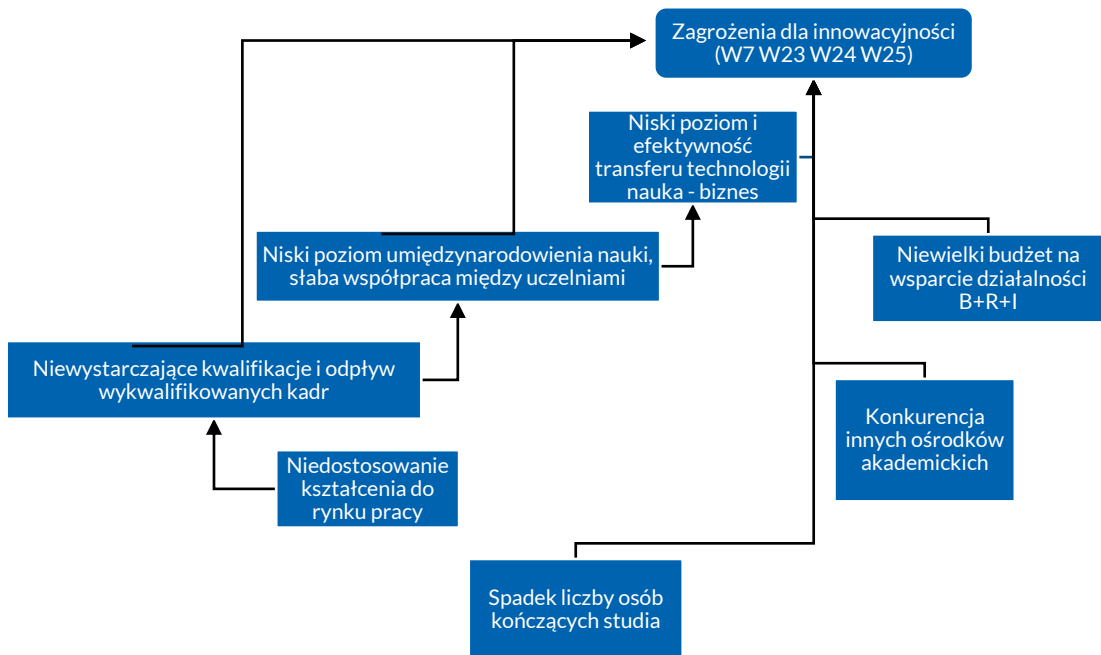 Zagrożenia dla innowacyjności
(W7 W23 W24 W25)
Niski poziom i
efektywność
transferu technologii
nauka - biznes
Niski poziom umiędzynarodowienia nauki,
słaba współpraca między uczelniami
Niewielki budżet na
wsparcie działalności
B+R+I
Niewystarczające kwalifikacje i odpływ
wykwalifikowanych kadr
Konkurencja
innych ośrodków
akademickich
Niedostosowanie
kształcenia do
rynku pracy
Spadek liczby osób
kończących studia